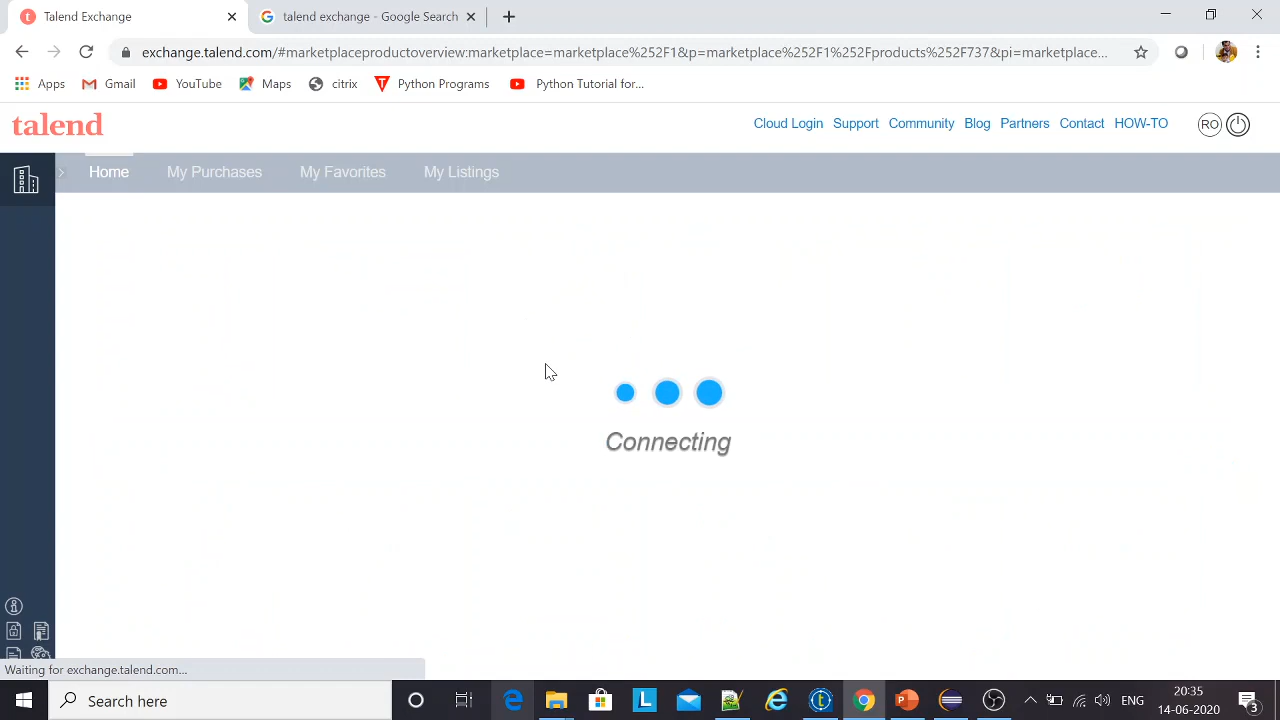 Talend Exchange
talend exchange - Google Search
exchange.talend.com/#marketplaceproductoverview:marketplace=marketplace%252F1&p=marketplace%252F1%252Fproducts%252F737&pi=marketplace...
Apps Gmail YouTube Maps citrix Python Programs Python Tutorial for...
talend
Cloud Login Support Community Blog Partners Contact HOW-TO RO
Home My Purchases My Favorites My Listings
Connecting
Waiting for exchange.talend.com...
Search here
ENG
20:35
14-06-2020
3